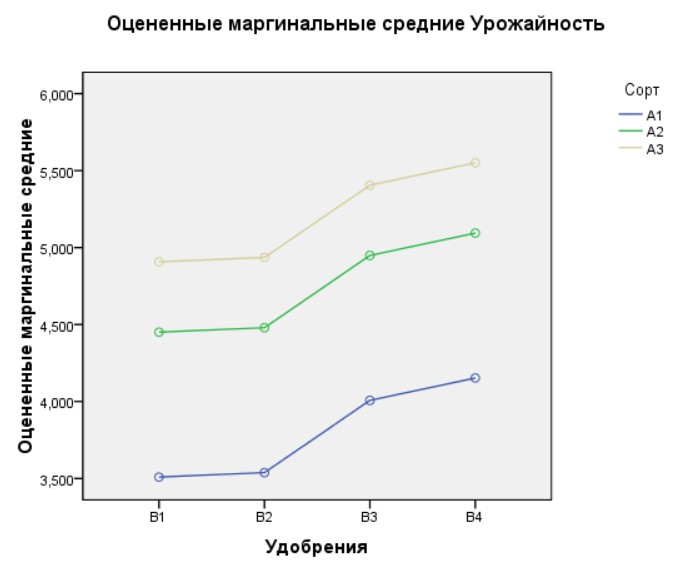 Оцененные маргинальные средние Урожайность
Сорт
A1
A2
A3
Оцененные маргинальные средние
6,000
5,500
5,000
4,500
4,000
3,500
B1 B2 B3 B4
Удобрения